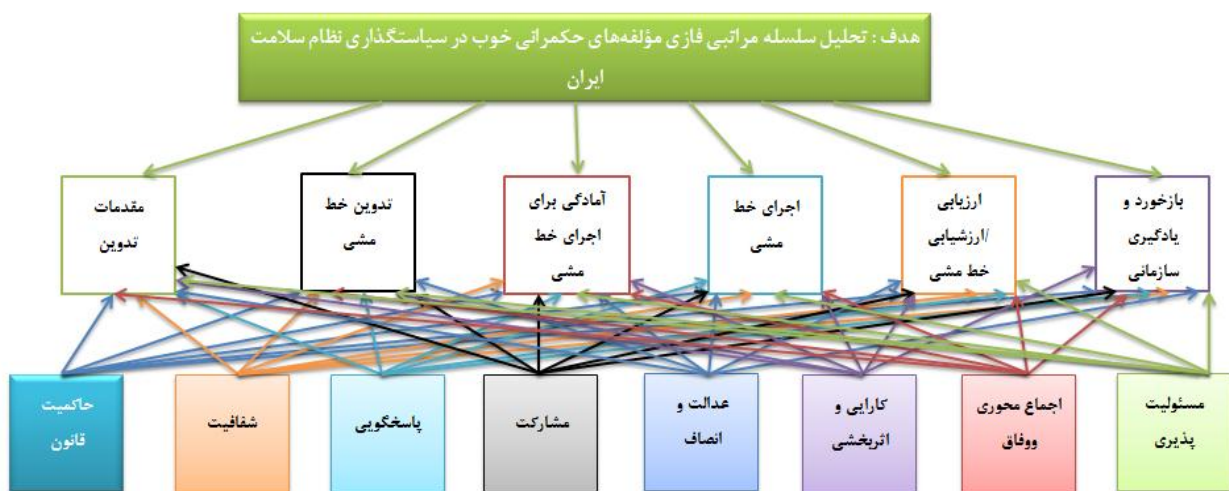 هدف : تحلیل سلسله مراتبی فازی مؤلفه‌های حکمرانی خوب در سیاستگذاری نظام سلامت
ایران
بازخورد و
یادگیری
سازمانی
ارزیابی
/ارزشیابی
خط مشی
اجرای خط
مشی
آمادگی برای
اجرای خط
مشی
تدوین خط
مشی
مقدمات
تدوین
مسئولیت
پذیری
اجماع محوری
ووفاق
کارایی و
اثربخشی
عدالت و
انصاف
مشارکت
پاسخگویی
شفافیت
حاکمیت
قانون